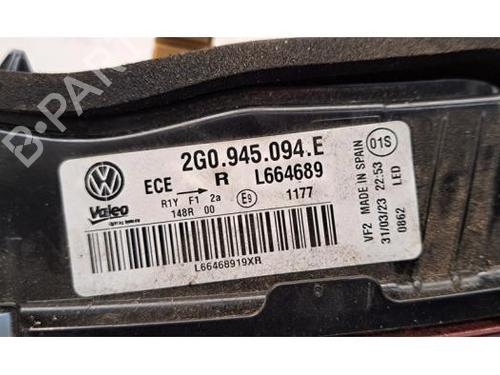 B-PARTS
2G0.945.094.E
01S
ECE → R L664689
Valeo
R1Y F1 2a E9 1177
148R 00
L66468919XR
VF2 MADE IN SPAIN
31/03/23 22:53
0862 LED